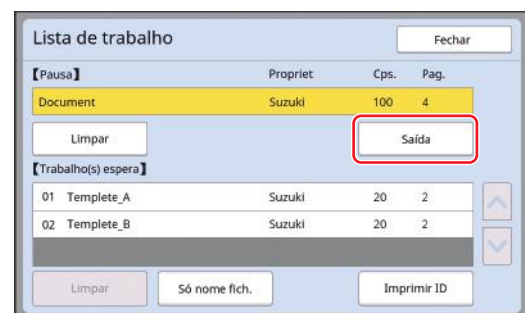 Lista de trabalho Fechar
【Pausa】 Propriet Cps. Pag.
Document Suzuki 100 4
Limpar Saída
【Trabalho(s) espera】
01 Templete_A Suzuki 20 2
02 Templete_B Suzuki 20 2
Limpar Só nome fich. Imprimir ID